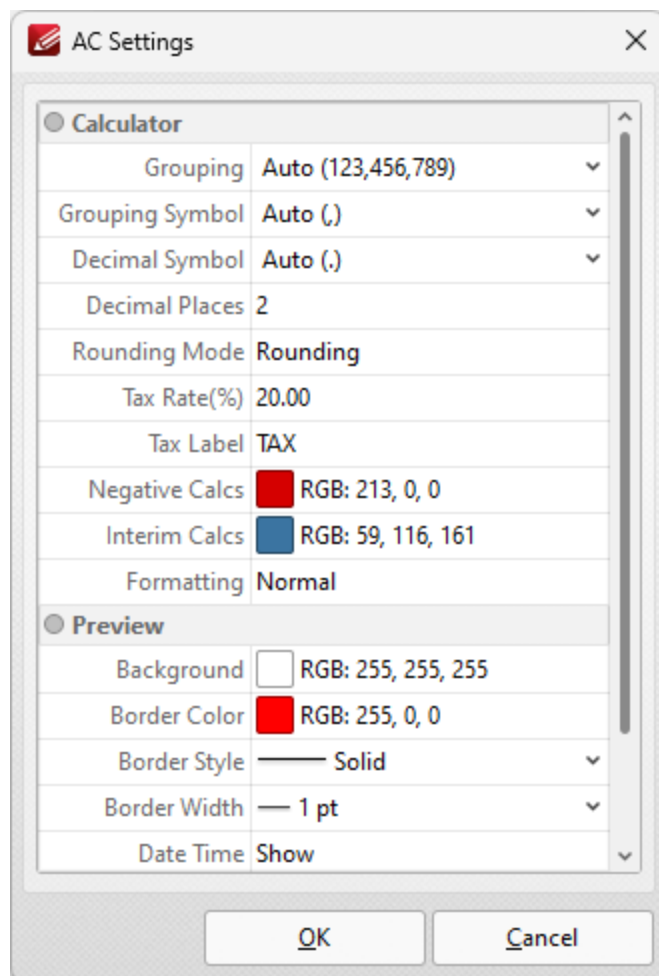 AC Settings
Calculator
Grouping Auto (123,456,789)
Grouping Symbol Auto (,)
Decimal Symbol Auto (.)
Decimal Places 2
Rounding Mode Rounding
Tax Rate(%) 20.00
Tax Label TAX
Negative Calcs RGB: 213, 0, 0
Interim Calcs RGB: 59, 116, 161
Formatting Normal
Preview
Background RGB: 255, 255, 255
Border Color RGB: 255, 0, 0
Border Style Solid
Border Width 1 pt
Date Time Show
OK Cancel